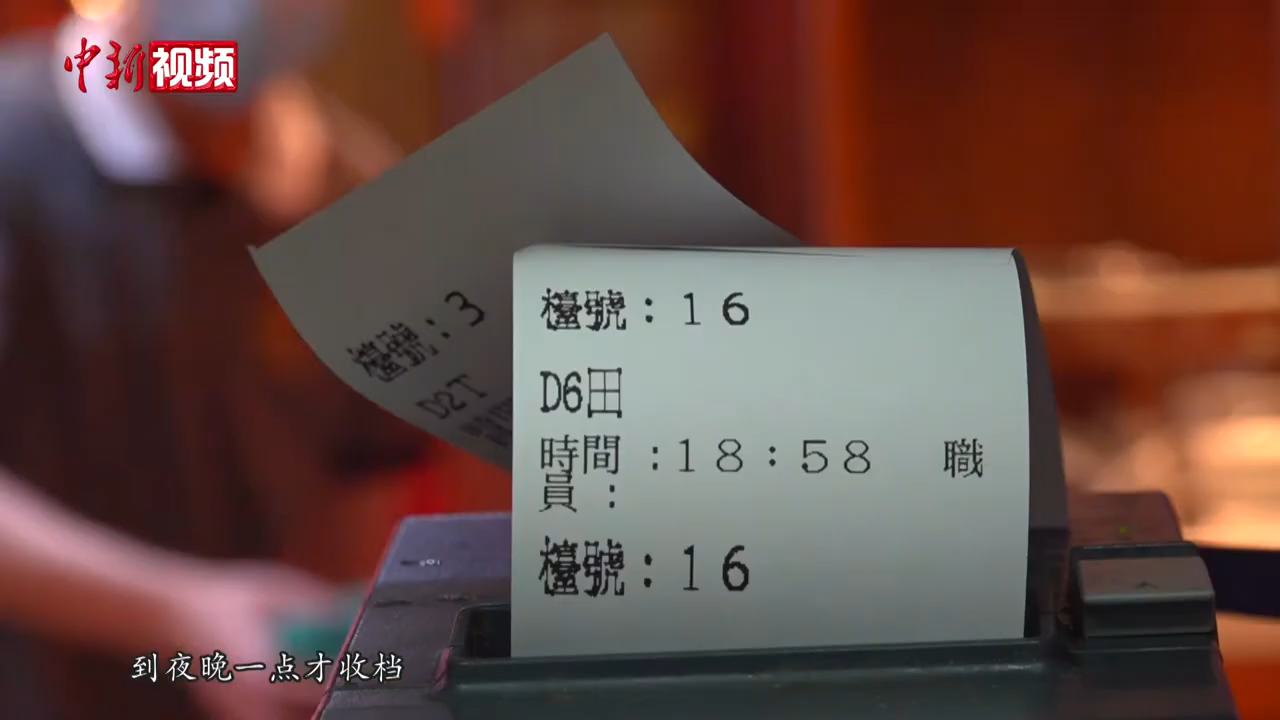 中新视频
檯號：3
D2T
檯號：16
D6田
時間：18：58 職
員：
檯號：16
到夜晚一点才收档